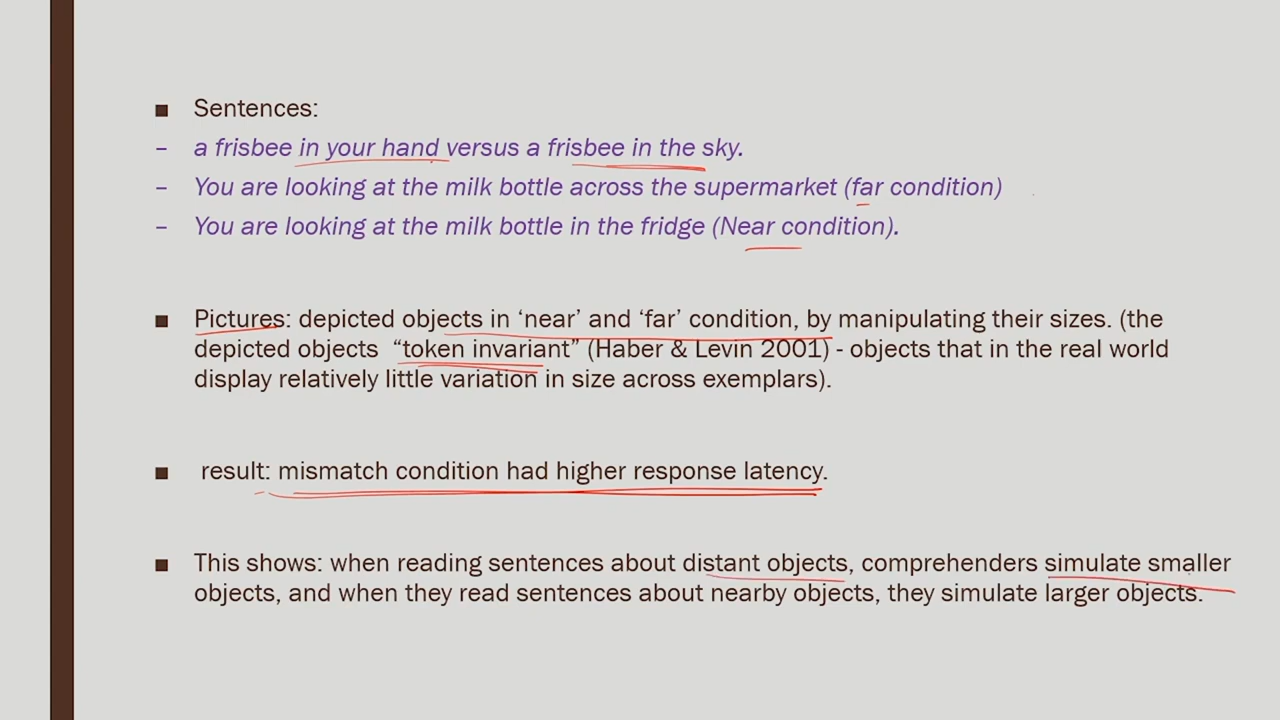 ■ Sentences:
– a frisbee in your hand versus a frisbee in the sky.
– You are looking at the milk bottle across the supermarket (far condition)
– You are looking at the milk bottle in the fridge (Near condition).
■ Pictures: depicted objects in ‘near’ and ‘far’ condition, by manipulating their sizes. (the
depicted objects “token invariant” (Haber & Levin 2001) - objects that in the real world
display relatively little variation in size across exemplars).
■ result: mismatch condition had higher response latency.
■ This shows: when reading sentences about distant objects, comprehenders simulate smaller
objects, and when they read sentences about nearby objects, they simulate larger objects.